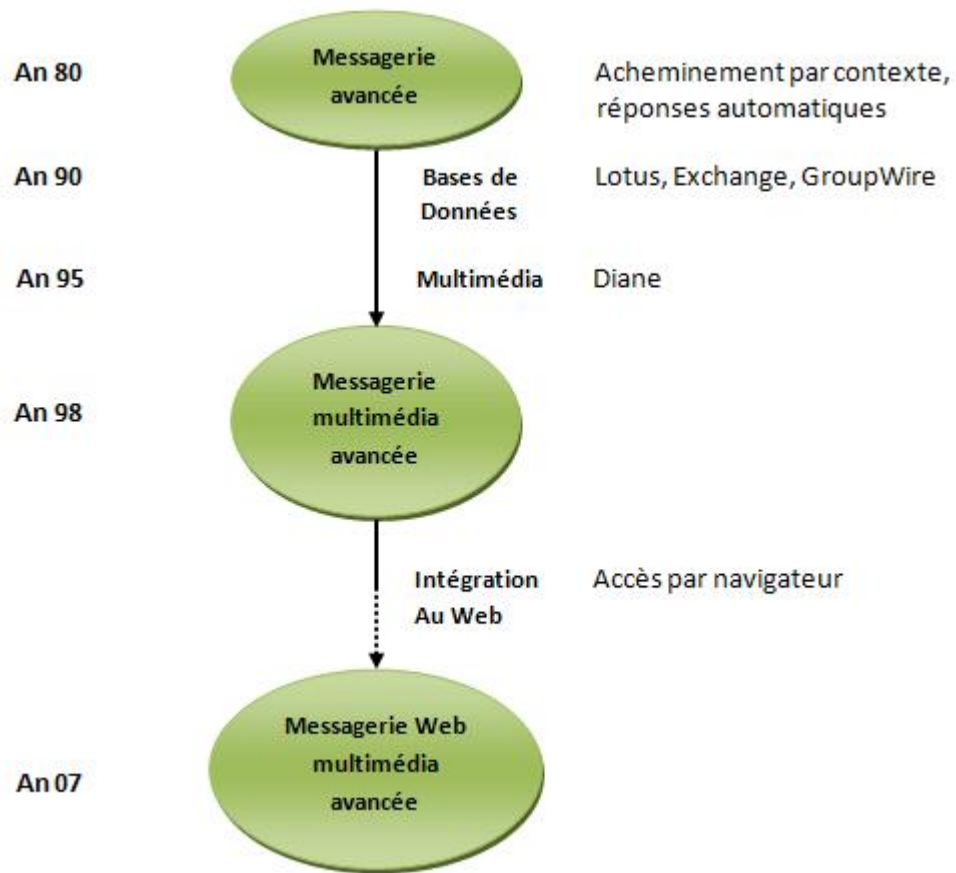 An 80
Messagerie
avancée
Acheminement par contexte,
réponses automatiques
An 90
Bases de
Données
Lotus, Exchange, GroupWire
An 95
Multimédia
Diane
An 98
Messagerie
multimédia
avancée
Intégration
Au Web
Accès par navigateur
An 07
Messagerie Web
multimédia
avancée